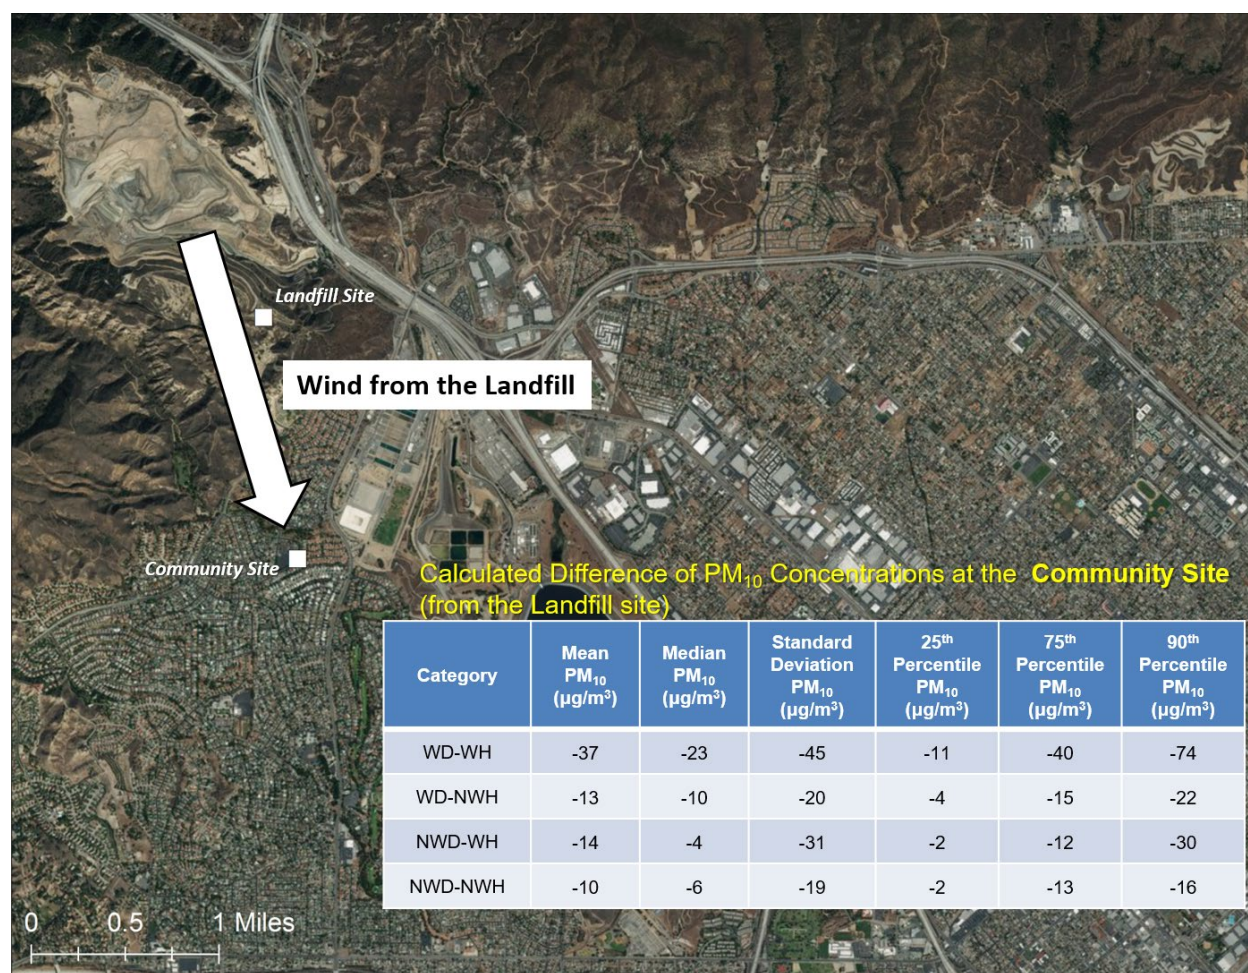 Landfill Site
Wind from the Landfill
Community Site
Calculated Difference of PM₁₀ Concentrations at the Community Site
(from the Landfill site)
Category
Mean
PM₁₀
(µg/m³)
Median
PM₁₀
(µg/m³)
Standard
Deviation
PM₁₀
(µg/m³)
25th
Percentile
PM₁₀
(µg/m³)
75th
Percentile
PM₁₀
(µg/m³)
90th
Percentile
PM₁₀
(µg/m³)
WD-WH -37 -23 -45 -11 -40 -74
WD-NWH -13 -10 -20 -4 -15 -22
NWD-WH -14 -4 -31 -2 -12 -30
NWD-NWH -10 -6 -19 -2 -13 -16
0 0.5 1 Miles